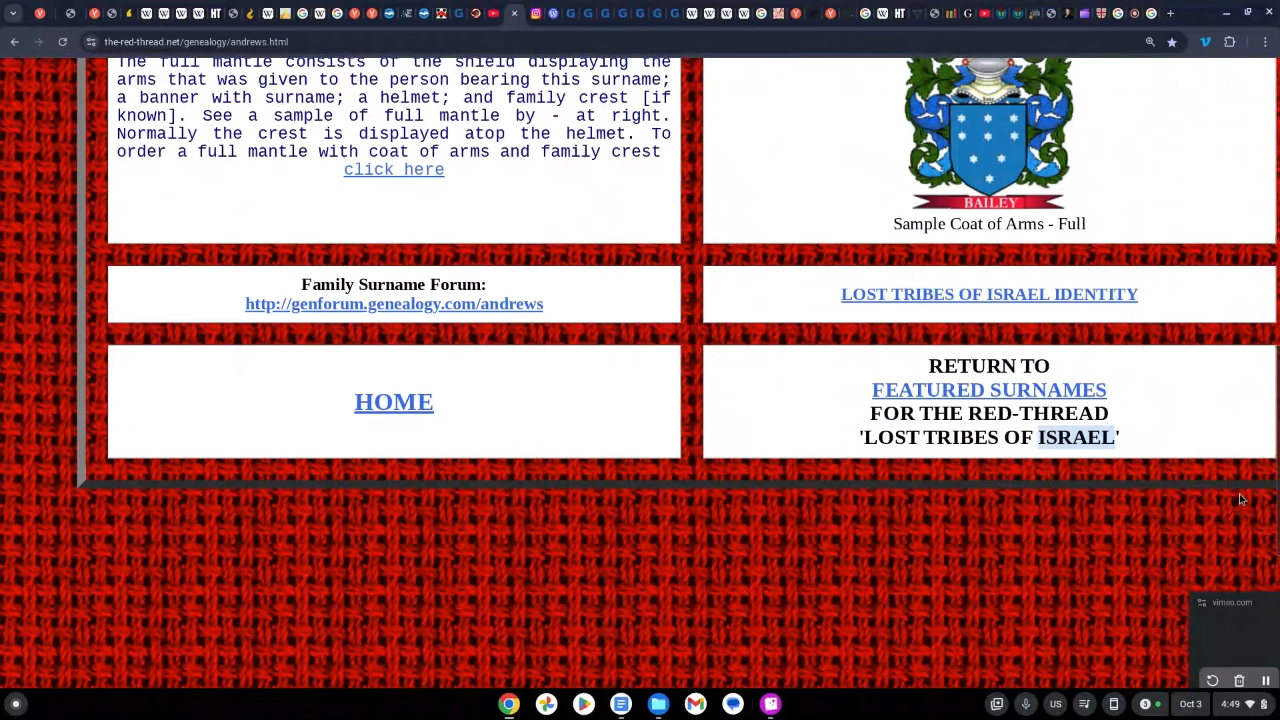 the-red-thread.net/genealogy/andrews.html
The full mantle consists of the shield displaying the
arms that was given to the person bearing this surname;
a banner with surname; a helmet; and family crest [if
known]. See a sample of full mantle by - at right.
Normally the crest is displayed atop the helmet. To
order a full mantle with coat of arms and family crest
click here
BAILEY
Sample Coat of Arms - Full
Family Surname Forum:
http://genforum.genealogy.com/andrews
LOST TRIBES OF ISRAEL IDENTITY
HOME
RETURN TO
FEATURED SURNAMES
FOR THE RED-THREAD
'LOST TRIBES OF ISRAEL'
vimeo.com
US
3
Oct 3
4:49